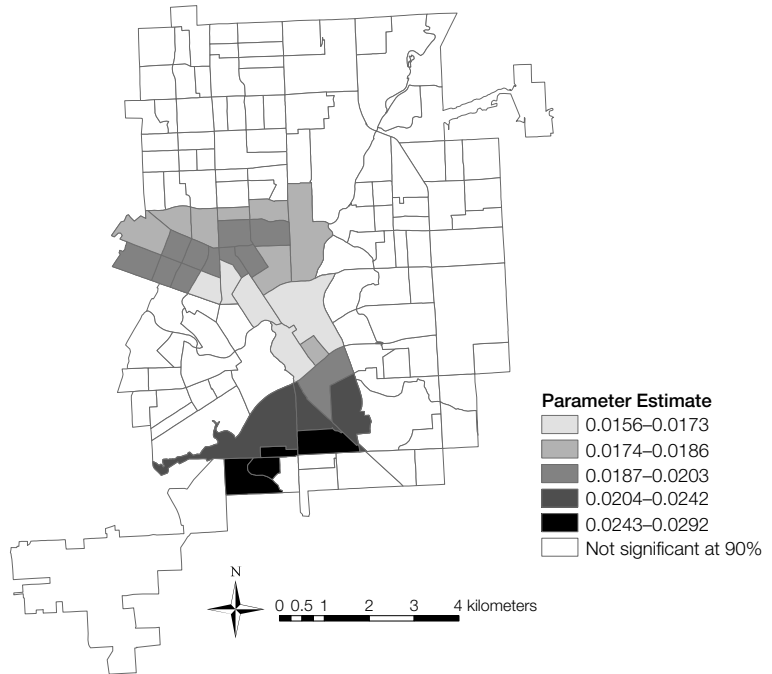 Parameter Estimate
0.0156–0.0173
0.0174–0.0186
0.0187–0.0203
0.0204–0.0242
0.0243–0.0292
Not significant at 90%
N
0 0.5 1 2 3 4 kilometers